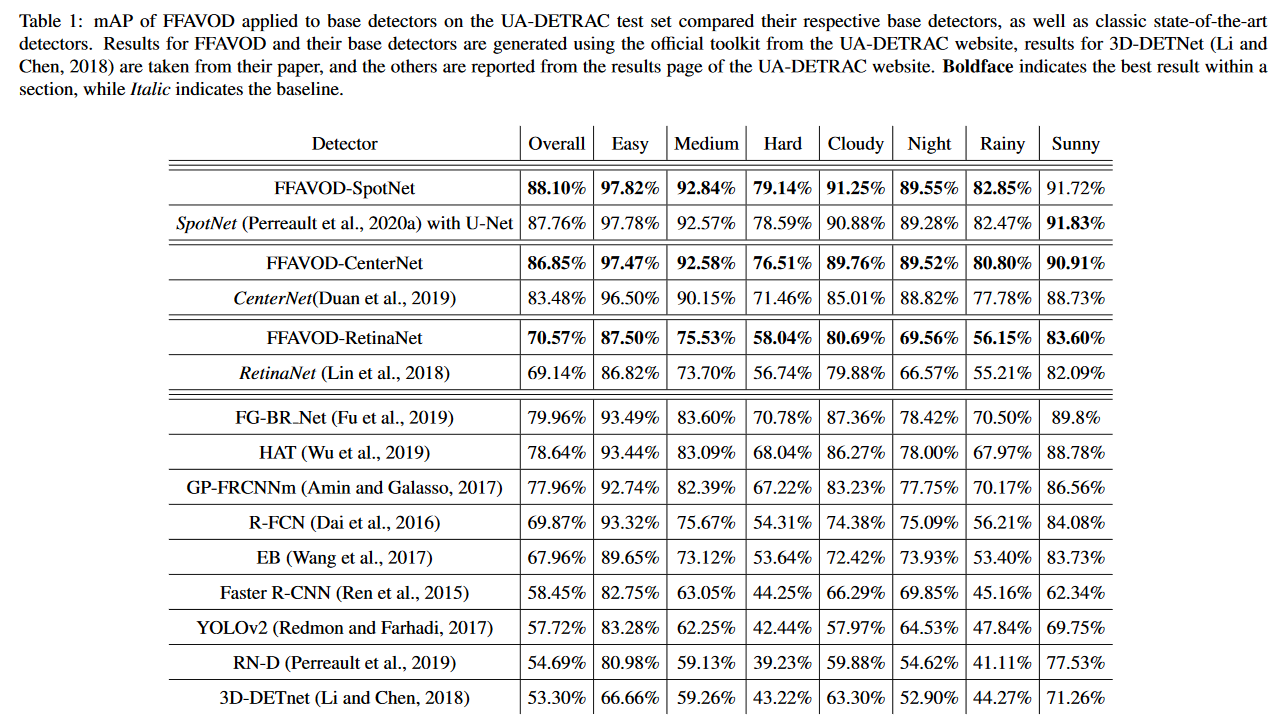 Table 1: mAP of FFAVOD applied to base detectors on the UA-DETRAC test set compared their respective base detectors, as well as classic state-of-the-art
detectors. Results for FFAVOD and their base detectors are generated using the official toolkit from the UA-DETRAC website, results for 3D-DETNet (Li and
Chen, 2018) are taken from their paper, and the others are reported from the results page of the UA-DETRAC website. Boldface indicates the best result within a
section, while Italic indicates the baseline.
Detector Overall Easy Medium Hard Cloudy Night Rainy Sunny
FFAVOD-SpotNet 88.10% 97.82% 92.84% 79.14% 91.25% 89.55% 82.85% 91.72%
SpotNet (Perreault et al., 2020a) with U-Net 87.76% 97.78% 92.57% 78.59% 90.88% 89.28% 82.47% 91.83%
FFAVOD-CenterNet 86.85% 97.47% 92.58% 76.51% 89.76% 89.52% 80.80% 90.91%
CenterNet(Duan et al., 2019) 83.48% 96.50% 90.15% 71.46% 85.01% 88.82% 77.78% 88.73%
FFAVOD-RetinaNet 70.57% 87.50% 75.53% 58.04% 80.69% 69.56% 56.15% 83.60%
RetinaNet (Lin et al., 2018) 69.14% 86.82% 73.70% 56.74% 79.88% 66.57% 55.21% 82.09%
FG-BR_Net (Fu et al., 2019) 79.96% 93.49% 83.60% 70.78% 87.36% 78.42% 70.50% 89.8%
HAT (Wu et al., 2019) 78.64% 93.44% 83.09% 68.04% 86.27% 78.00% 67.97% 88.78%
GP-FRCNNm (Amin and Galasso, 2017) 77.96% 92.74% 82.39% 67.22% 83.23% 77.75% 70.17% 86.56%
R-FCN (Dai et al., 2016) 69.87% 93.32% 75.67% 54.31% 74.38% 75.09% 56.21% 84.08%
EB (Wang et al., 2017) 67.96% 89.65% 73.12% 53.64% 72.42% 73.93% 53.40% 83.73%
Faster R-CNN (Ren et al., 2015) 58.45% 82.75% 63.05% 44.25% 66.29% 69.85% 45.16% 62.34%
YOLOv2 (Redmon and Farhadi, 2017) 57.72% 83.28% 62.25% 42.44% 57.97% 64.53% 47.84% 69.75%
RN-D (Perreault et al., 2019) 54.69% 80.98% 59.13% 39.23% 59.88% 54.62% 41.11% 77.53%
3D-DETnet (Li and Chen, 2018) 53.30% 66.66% 59.26% 43.22% 63.30% 52.90% 44.27% 71.26%